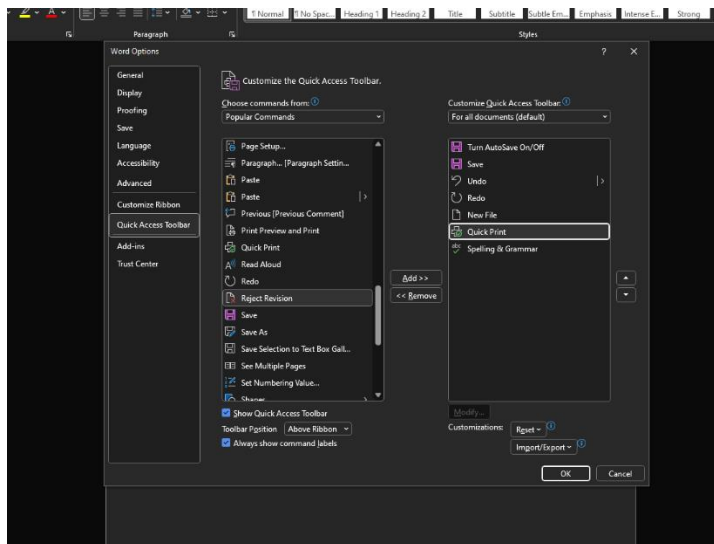 ¶ Normal ¶ No Spac... Heading 1 Heading 2 Title Subtitle Subtle Em... Emphasis Intense E... Strong
Paragraph Styles
Word Options ? ×
General
Display
Proofing
Save
Language
Accessibility
Advanced
Customize Ribbon
Quick Access Toolbar
Add-ins
Trust Center
Customize the Quick Access Toolbar.
Choose commands from:
Popular Commands
Page Setup...
Paragraph... [Paragraph Settin...
Paste
Paste
Previous [Previous Comment]
Print Preview and Print
Quick Print
Read Aloud
Redo
Reject Revision
Save
Save As
Save Selection to Text Box Gall...
See Multiple Pages
Set Numbering Value...
Shapes
Show Quick Access Toolbar
Toolbar Position Above Ribbon
Always show command labels
Add >>
<< Remove
Customize Quick Access Toolbar:
For all documents (default)
Turn AutoSave On/Off
Save
Undo
Redo
New File
Quick Print
abc Spelling & Grammar
Modify...
Customizations: Reset
Import/Export
OK Cancel